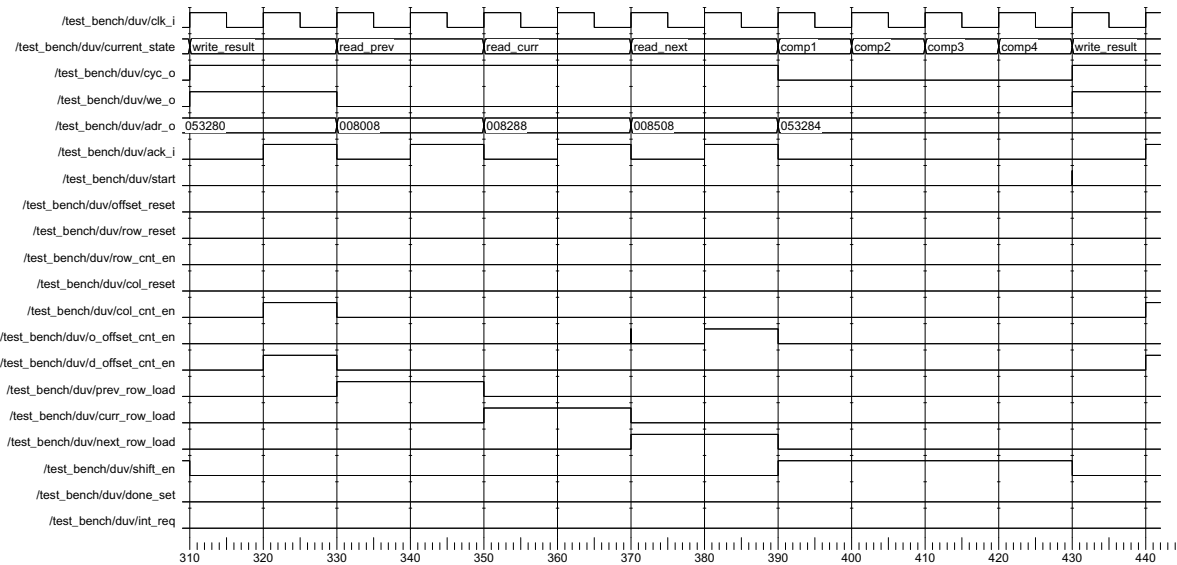 /test_bench/duv/clk_i
/test_bench/duv/current_state write_result read_prev read_curr read_next comp1 comp2 comp3 comp4 write_result
/test_bench/duv/cyc_o
/test_bench/duv/we_o
/test_bench/duv/adr_o 053280 008008 008288 008508 053284
/test_bench/duv/ack_i
/test_bench/duv/start
/test_bench/duv/offset_reset
/test_bench/duv/row_reset
/test_bench/duv/row_cnt_en
/test_bench/duv/col_reset
/test_bench/duv/col_cnt_en
/test_bench/duv/o_offset_cnt_en
/test_bench/duv/d_offset_cnt_en
/test_bench/duv/prev_row_load
/test_bench/duv/curr_row_load
/test_bench/duv/next_row_load
/test_bench/duv/shift_en
/test_bench/duv/done_set
/test_bench/duv/int_req
310 320 330 340 350 360 370 380 390 400 410 420 430 440